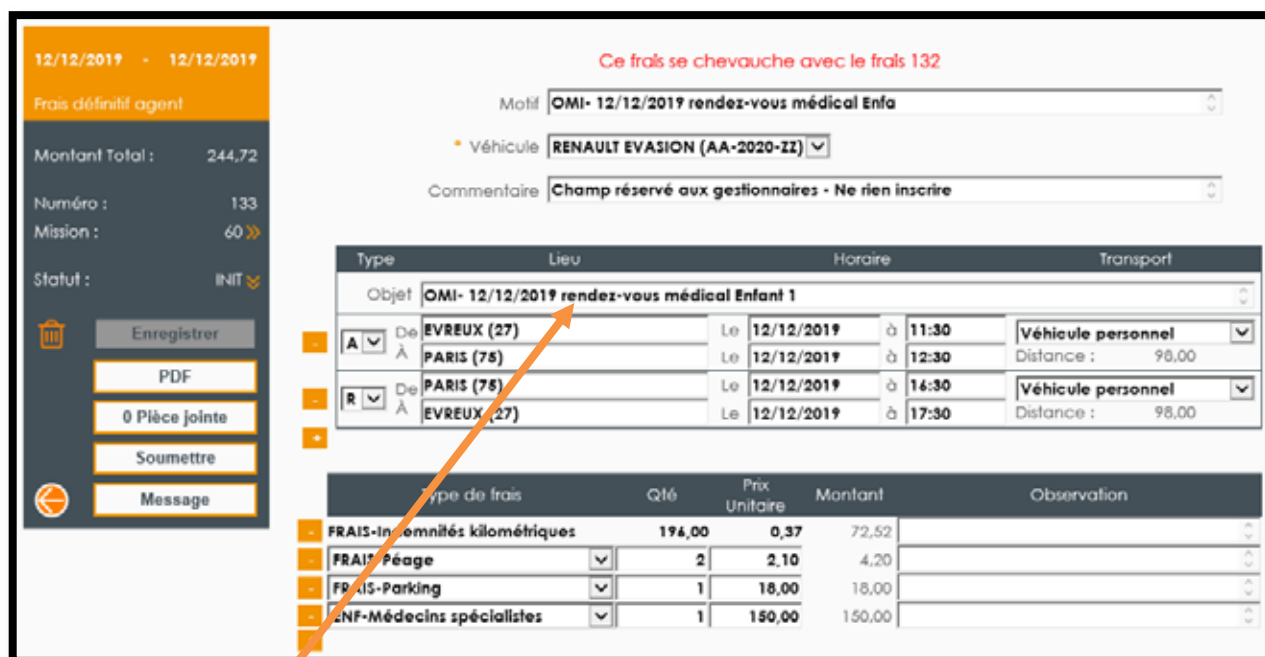 12/12/2019 - 12/12/2019
Frais définitif agent
Montant Total : 244,72
Numéro : 133
Mission : 60
Statut : INIT
Enregistrer
PDF
0 Pièce jointe
Soumettre
Message
Ce frais se chevauche avec le frais 132
Motif OMI- 12/12/2019 rendez-vous médical Enfa
* Véhicule RENAULT EVASION (AA-2020-ZZ)
Commentaire Champ réservé aux gestionnaires - Ne rien inscrire
Type Lieu Horaire Transport
Objet OMI- 12/12/2019 rendez-vous médical Enfant 1
- A De EVREUX (27) Le 12/12/2019 à 11:30 Véhicule personnel
À PARIS (75) Le 12/12/2019 à 12:30 Distance : 98,00
- R De PARIS (75) Le 12/12/2019 à 16:30 Véhicule personnel
À EVREUX (27) Le 12/12/2019 à 17:30 Distance : 98,00
+
Type de frais Qté Prix Unitaire Montant Observation
- FRAIS-Indemnités kilométriques 196,00 0,37 72,52
- FRAIS-Péage 2 2,10 4,20
- FRAIS-Parking 1 18,00 18,00
- ENF-Médecins spécialistes 1 150,00 150,00